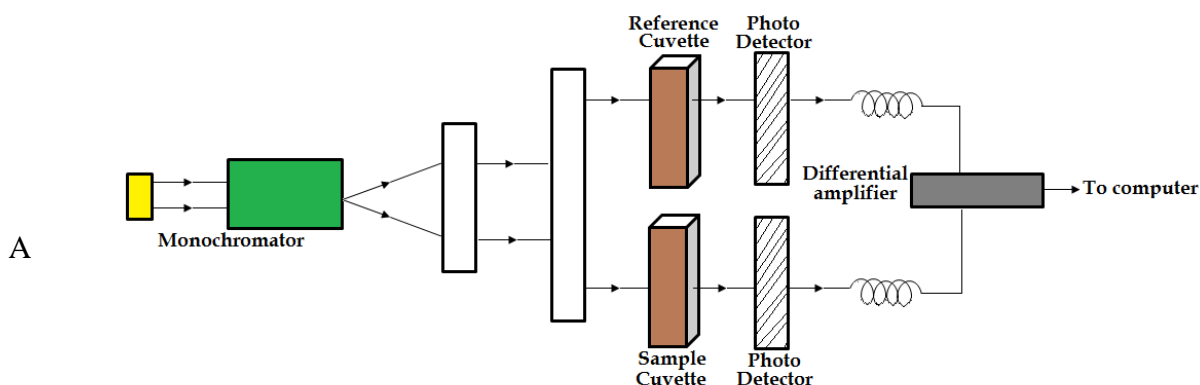 Reference
Cuvette
Photo
Detector
Differential
amplifier
To computer
Monochromator
A
Sample
Cuvette
Photo
Detector